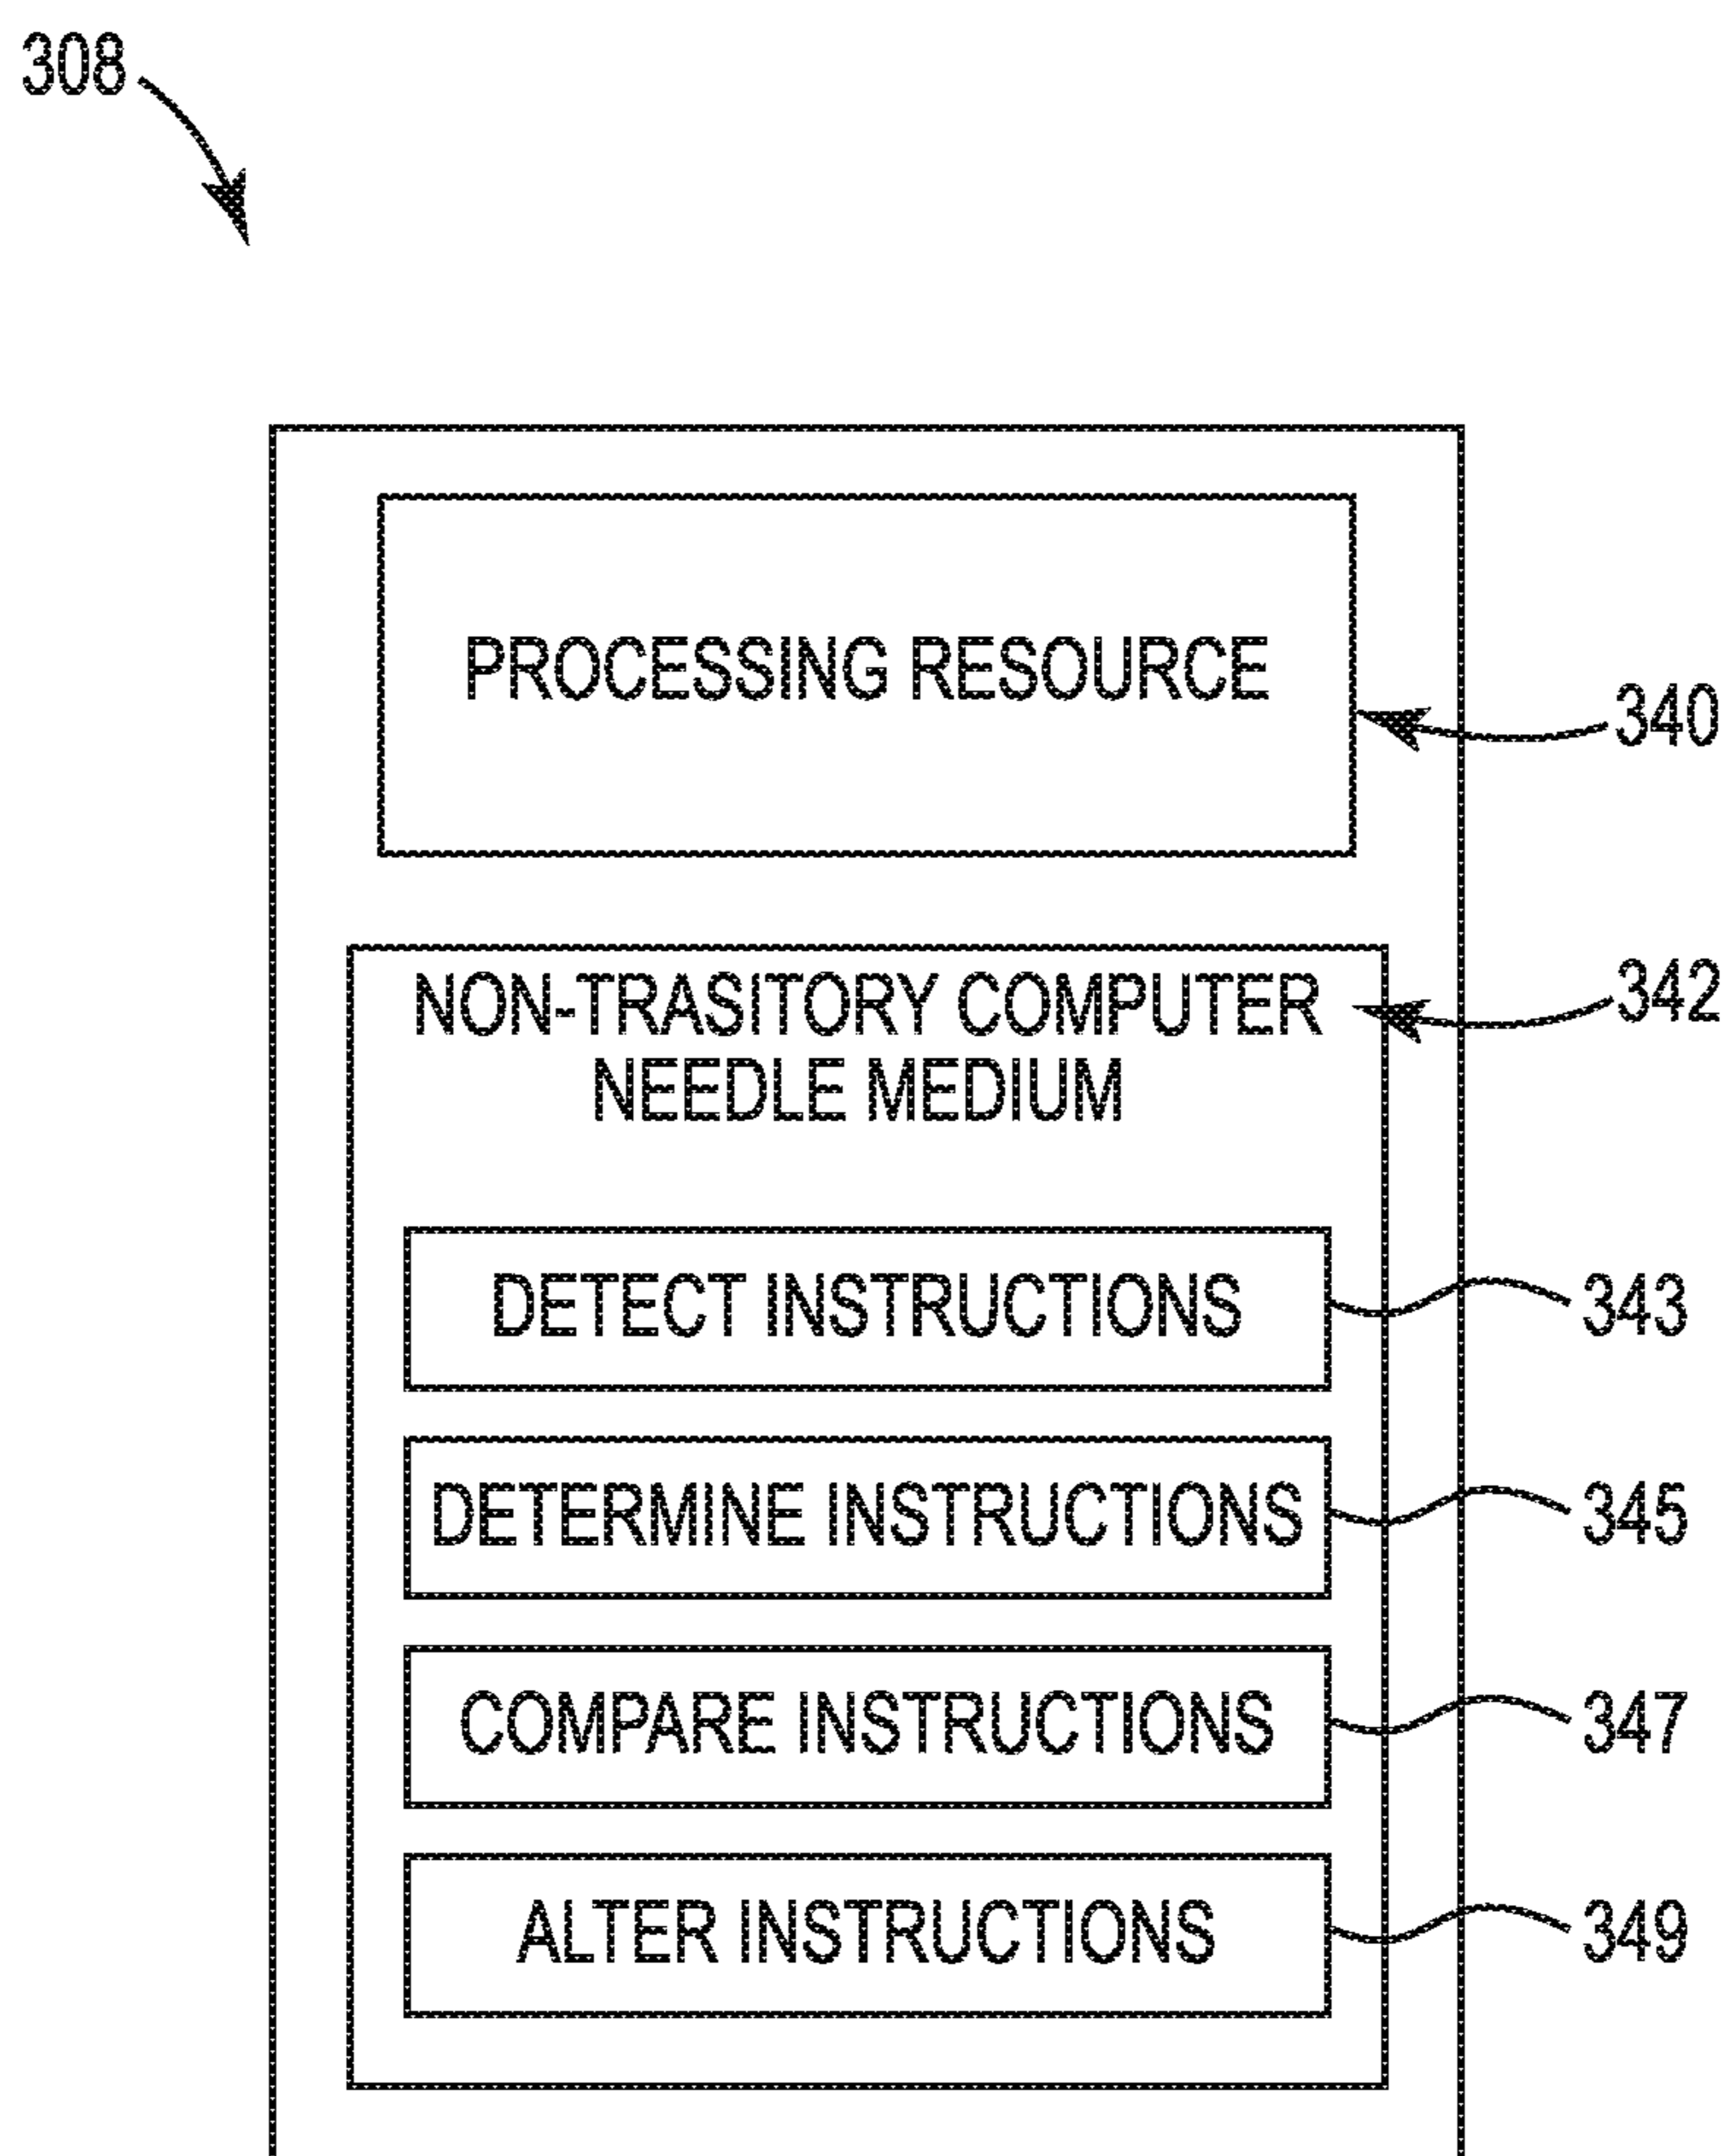 308
PROCESSING RESOURCE
340
NON-TRASITORY COMPUTER
342
NEEDLE MEDIUM
DETECT INSTRUCTIONS
343
DETERMINE INSTRUCTIONS
345
COMPARE INSTRUCTIONS
347
ALTER INSTRUCTIONS
349